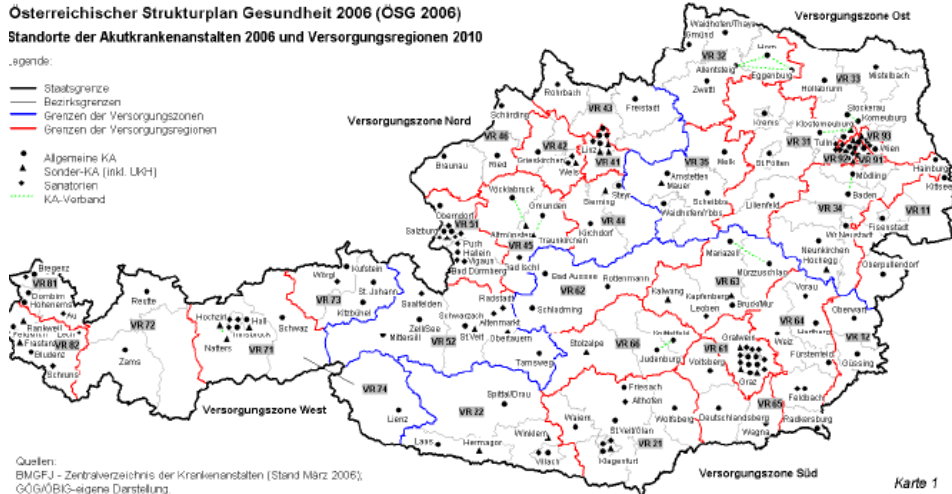 Österreichischer Strukturplan Gesundheit 2006 (ÖSG 2006)
Standorte der Akutkrankenanstalten 2006 und Versorgungsregionen 2010
Legende:
Staatsgrenze
Bezirksgrenzen
Grenzen der Versorgungszonen
Grenzen der Versorgungsregionen
Allgemeine KA
Sonder-KA (inkl. UKH)
Sanatorien
KA-Verband
Versorgungszone Ost
Waidhofen/Thaya
Gmünd
VR 32
Horn
Allentsteig
Eggenburg
Zwettl
VR 33
Mistelbach
Hollabrunn
Stockerau
Korneuburg
Klosterneuburg
Krems
Tulln
VR 31
VR 93
VR 92
VR 91
Wien
St.Pölten
Mödling
Baden
Hainburg
Kittsee
VR 11
Eisenstadt
VR 34
Wr.Neustadt
Lilienfeld
Neunkirchen
Hochegg
Oberpullendorf
Versorgungszone Nord
Rohrbach
Schärding
VR 43
Freistadt
VR 46
VR 42
Linz
VR 41
Braunau
Ried
Grieskirchen
Wels
VR 35
Melk
Amstetten
Mauer
Scheibbs
Waidhofen/Ybbs
Steyr
Sierning
VR 44
Kirchdorf
Vöcklabruck
Gmunden
Altmünster
Traunkirchen
VR 45
Bad Ischl
Oberndorf
VR 51
Salzburg
Puch
Hallein
Vigaun
Bad Dürrnberg
Bad Aussee
Rottenmann
VR 62
Schladming
Mariazell
Mürzzuschlag
VR 63
Kalwang
Kapfenberg
Leoben
Bruck/Mur
Vorau
Oberwart
VR 64
Hartberg
Weiz
VR 12
Güssing
Fürstenfeld
Gratwein
VR 61
Graz
Voitsberg
Knittelfeld
VR 66
Judenburg
Stolzalpe
Feldbach
VR 65
Radkersburg
Wagna
Deutschlandsberg
Kufstein
Wörgl
VR 73
St. Johann
Kitzbühel
Saalfelden
Zell/See
Mittersill
VR 52
Schwarzach
St.Veit
Radstadt
Altenmarkt
Obertauern
Tamsweg
Bregenz
VR 81
Dornbirn
Hohenems
Au
Rankweil
Feldkirch
Frastanz
Lech
VR 82
Bludenz
Schruns
Reutte
VR 72
Zams
Hochzirl
Hall
Innsbruck
Natters
VR 71
Schwaz
Versorgungszone West
VR 74
Lienz
VR 22
Spittal/Drau
Laas
Hermagor
Winklern
Villach
Friesach
Althofen
Waiern
St.Veit/Glan
Wolfsberg
VR 21
Klagenfurt
Versorgungszone Süd
Quellen:
BMGFJ - Zentralverzeichnis der Krankenanstalten (Stand März 2006);
GÖG/ÖBIG-eigene Darstellung.
Karte 1